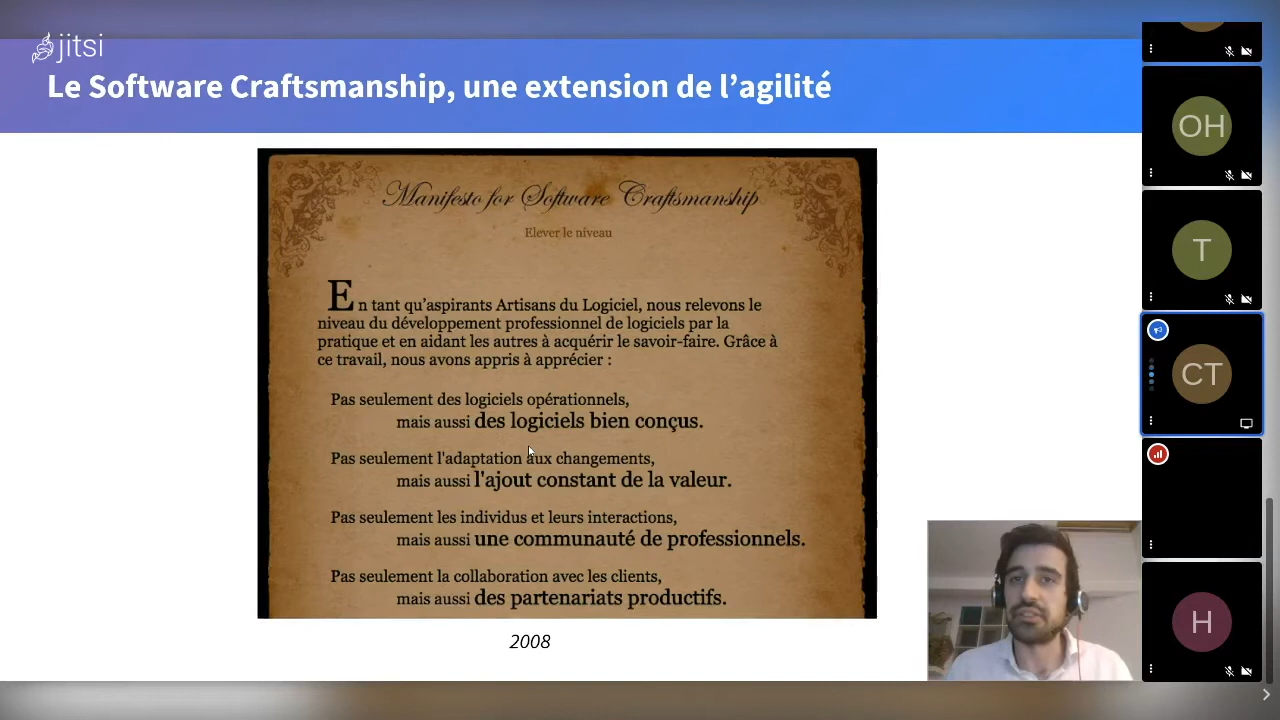 jitsi
Le Software Craftsmanship, une extension de l’agilité
Manifesto for Software Craftsmanship
Elever le niveau
En tant qu’aspirants Artisans du Logiciel, nous relevons le
niveau du développement professionnel de logiciels par la
pratique et en aidant les autres à acquérir le savoir-faire. Grâce à
ce travail, nous avons appris à apprécier :
Pas seulement des logiciels opérationnels,
mais aussi des logiciels bien conçus.
Pas seulement l'adaptation aux changements,
mais aussi l'ajout constant de la valeur.
Pas seulement les individus et leurs interactions,
mais aussi une communauté de professionnels.
Pas seulement la collaboration avec les clients,
mais aussi des partenariats productifs.
2008
OH
T
CT
H